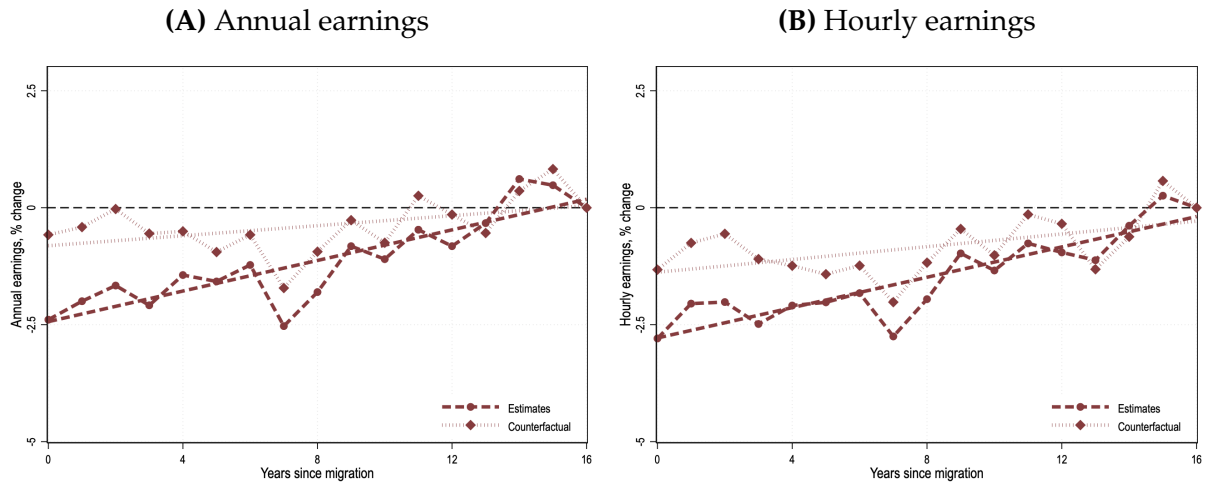 (A) Annual earnings
Annual earnings, % change
2.5
0
-2.5
-5
0 4 8 12 16
Years since migration
Estimates
Counterfactual
(B) Hourly earnings
Hourly earnings, % change
2.5
0
-2.5
-5
0 4 8 12 16
Years since migration
Estimates
Counterfactual